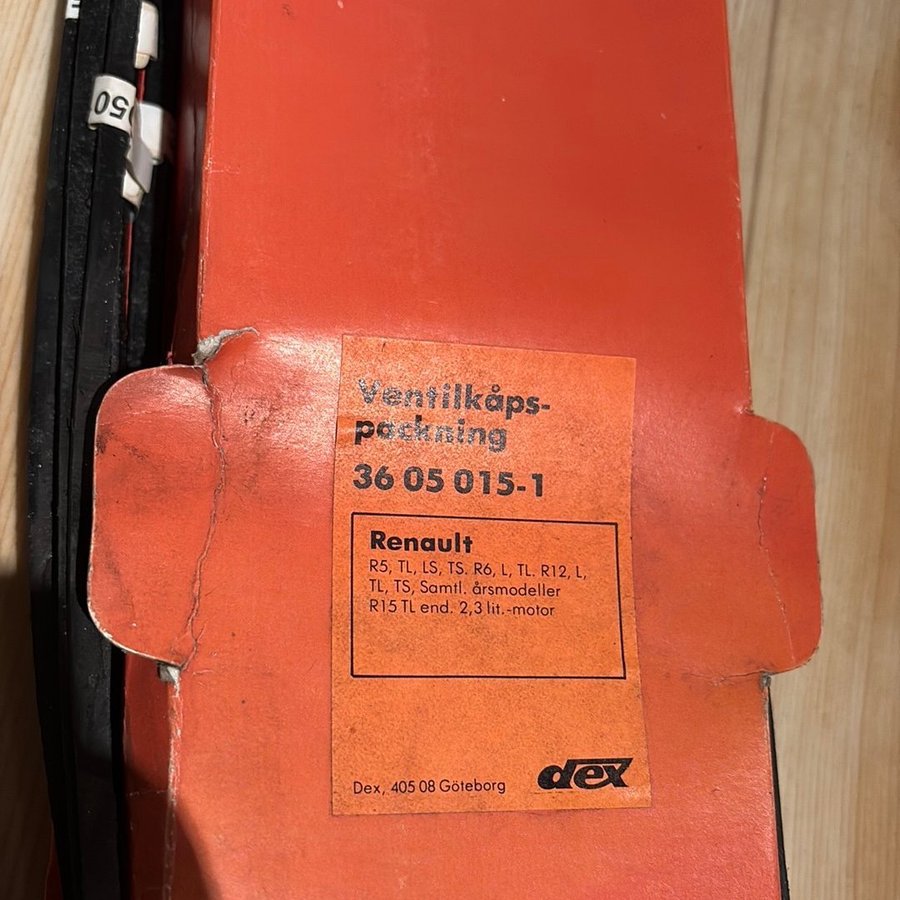 050
Ventilkåps-
packning
36 05 015-1
Renault
R5, TL, LS, TS. R6, L, TL. R12, L,
TL, TS, Samtl. årsmodeller
R15 TL end. 2,3 lit.-motor
Dex, 405 08 Göteborg
dex